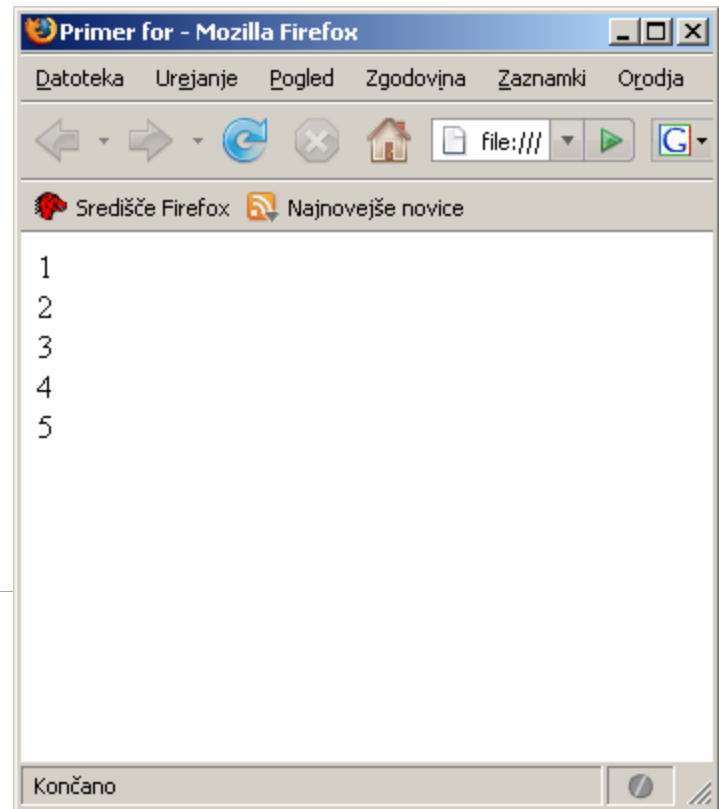 Primer for - Mozilla Firefox
Datoteka Urejanje Pogled Zgodovina Zaznamki Orodja
file:/// G
Središče Firefox Najnovejše novice
1
2
3
4
5
Končano